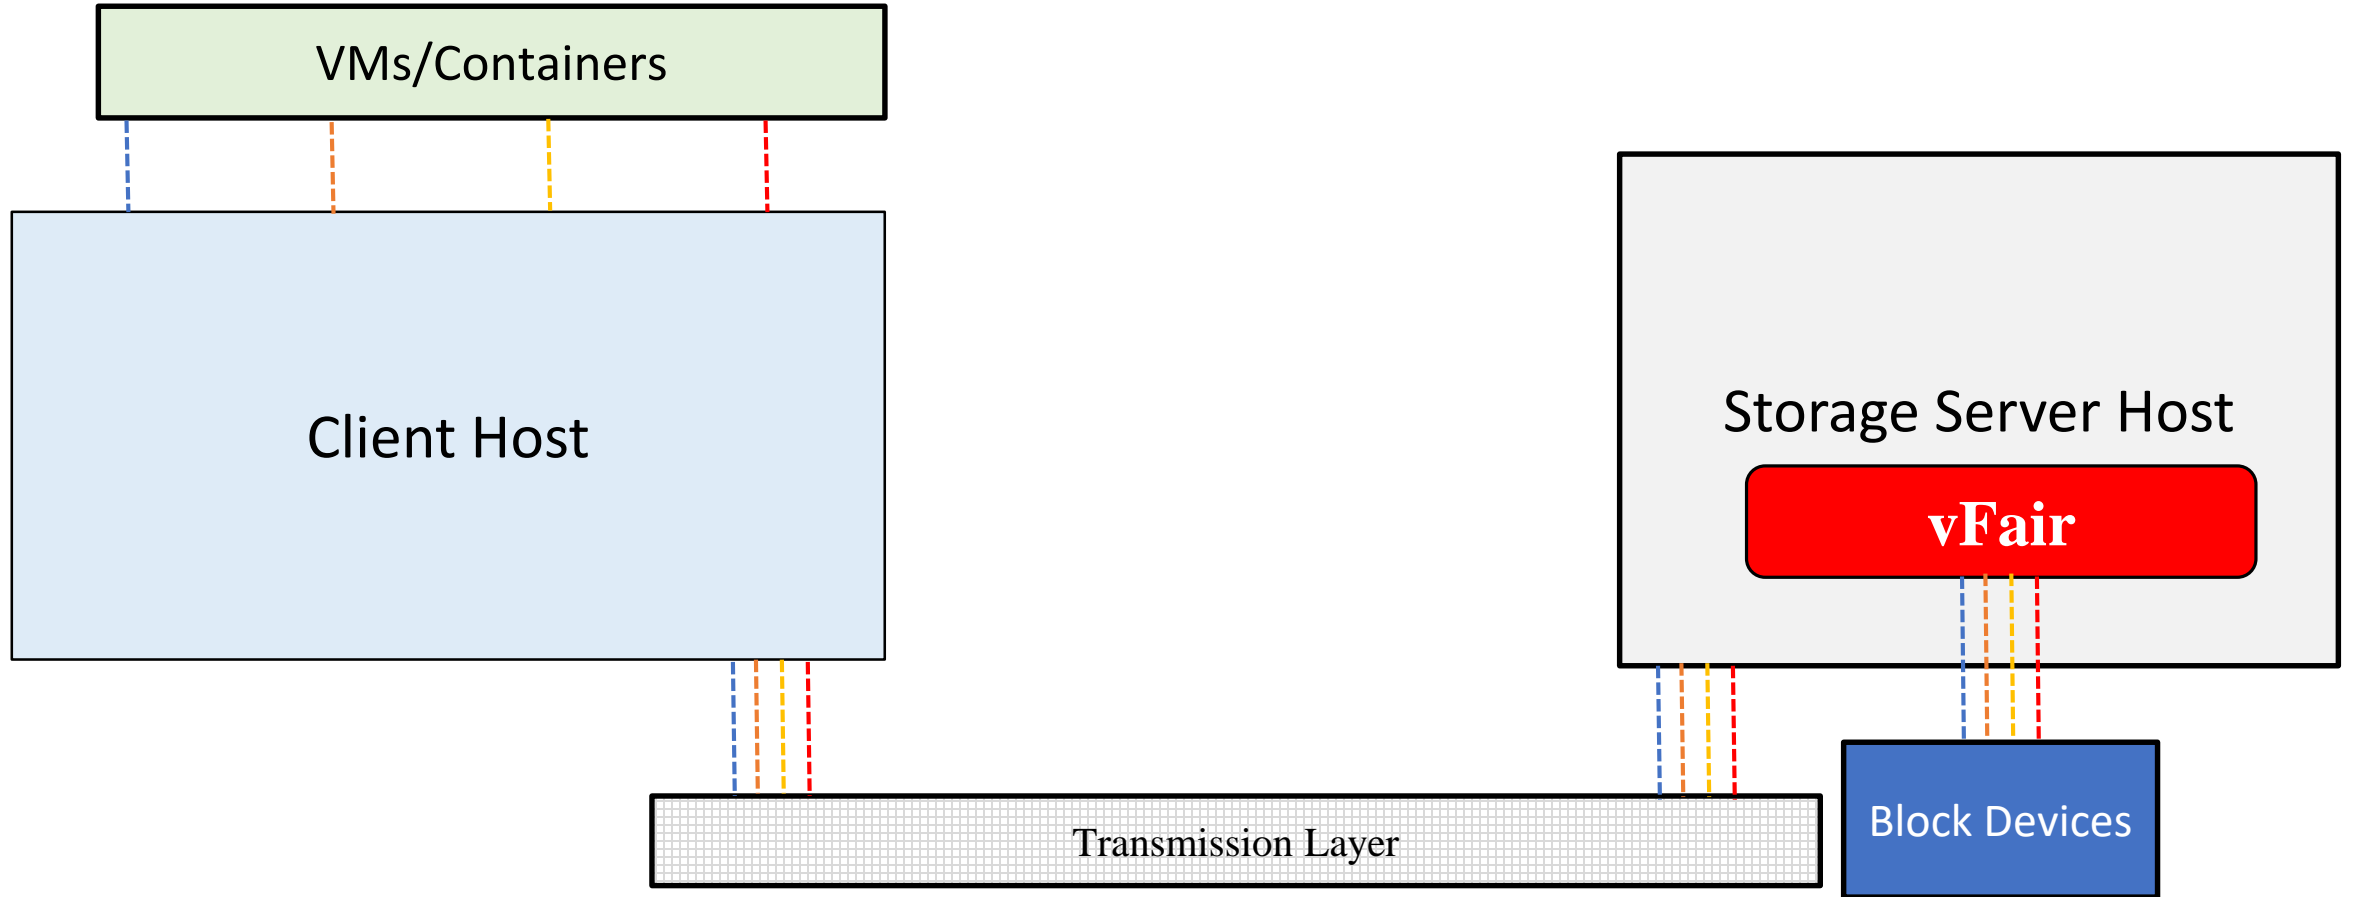 VMs/Containers
Client Host
Storage Server Host
vFair
Transmission Layer
Block Devices